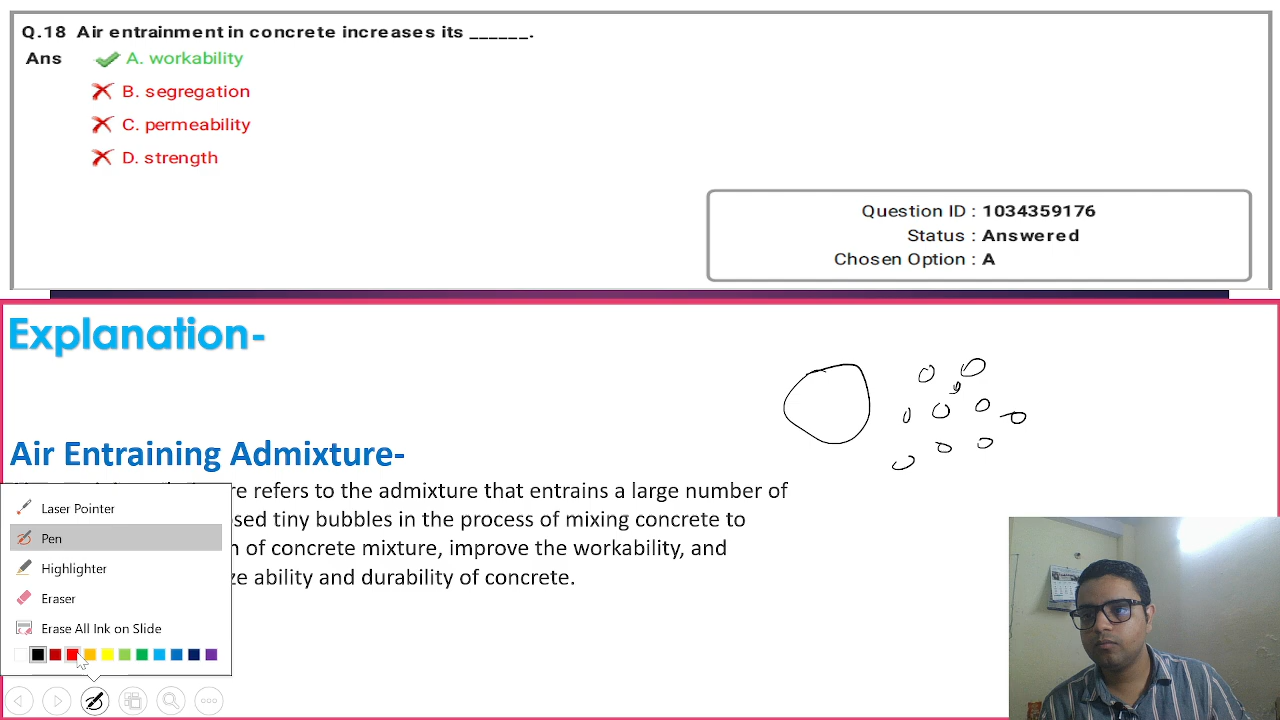 Q.18 Air entrainment in concrete increases its ______.
Ans A. workability
B. segregation
C. permeability
D. strength
Question ID : 1034359176
Status : Answered
Chosen Option : A
Explanation-
Air Entraining Admixture-
refers to the admixture that entrains a large number of
tiny bubbles in the process of mixing concrete to
of concrete mixture, improve the workability, and
ability and durability of concrete.
Laser Pointer
Pen
Highlighter
Eraser
Erase All Ink on Slide